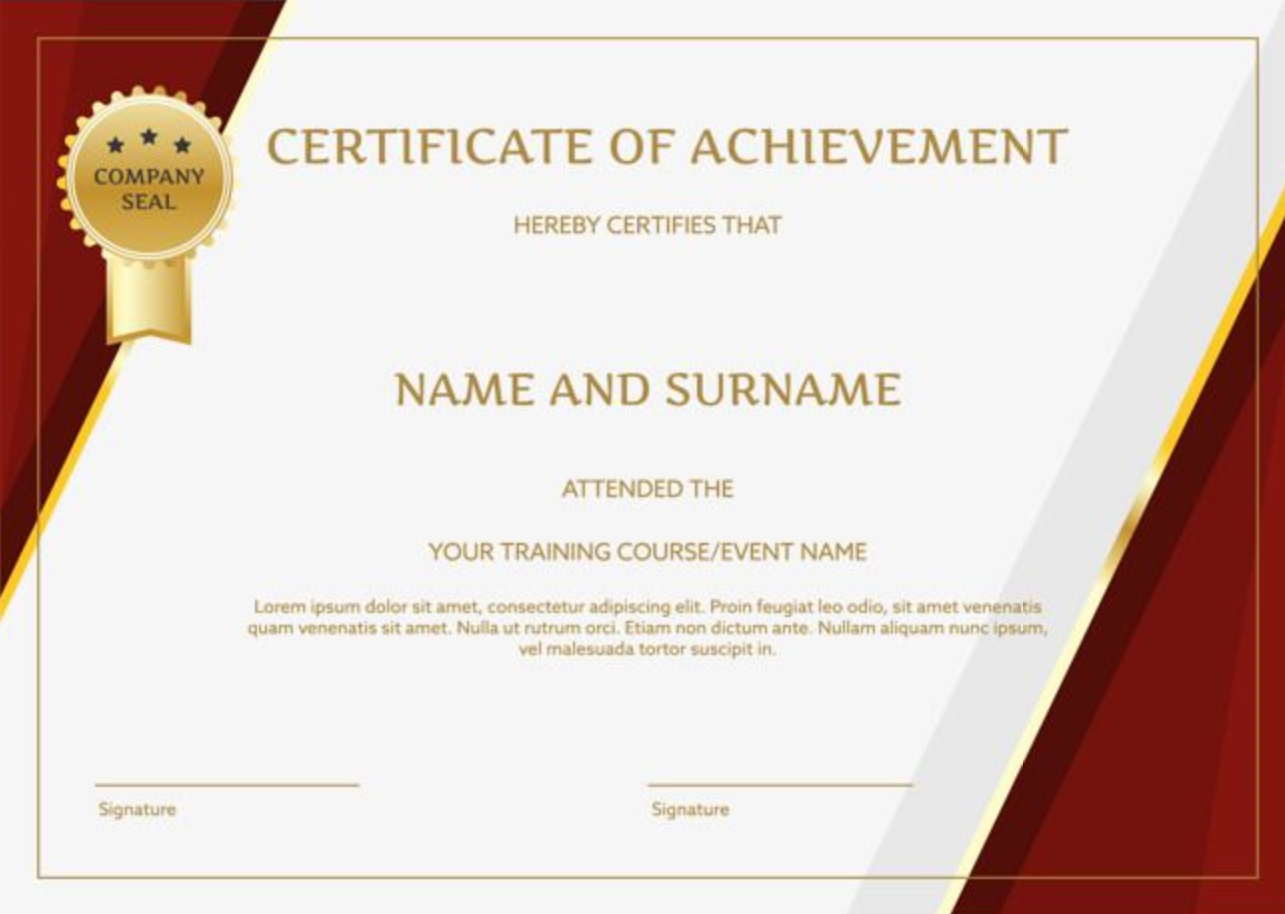 COMPANY
SEAL
CERTIFICATE OF ACHIEVEMENT
HEREBY CERTIFIES THAT
NAME AND SURNAME
ATTENDED THE
YOUR TRAINING COURSE/EVENT NAME
Lorem ipsum dolor sit amet, consectetur adipiscing elit. Proin feugiat leo odio, sit amet venenatis
quam venenatis sit amet. Nulla ut rutrum orci. Etiam non dictum ante. Nullam aliquam nunc ipsum,
vel malesuada tortor suscipit in.
Signature
Signature